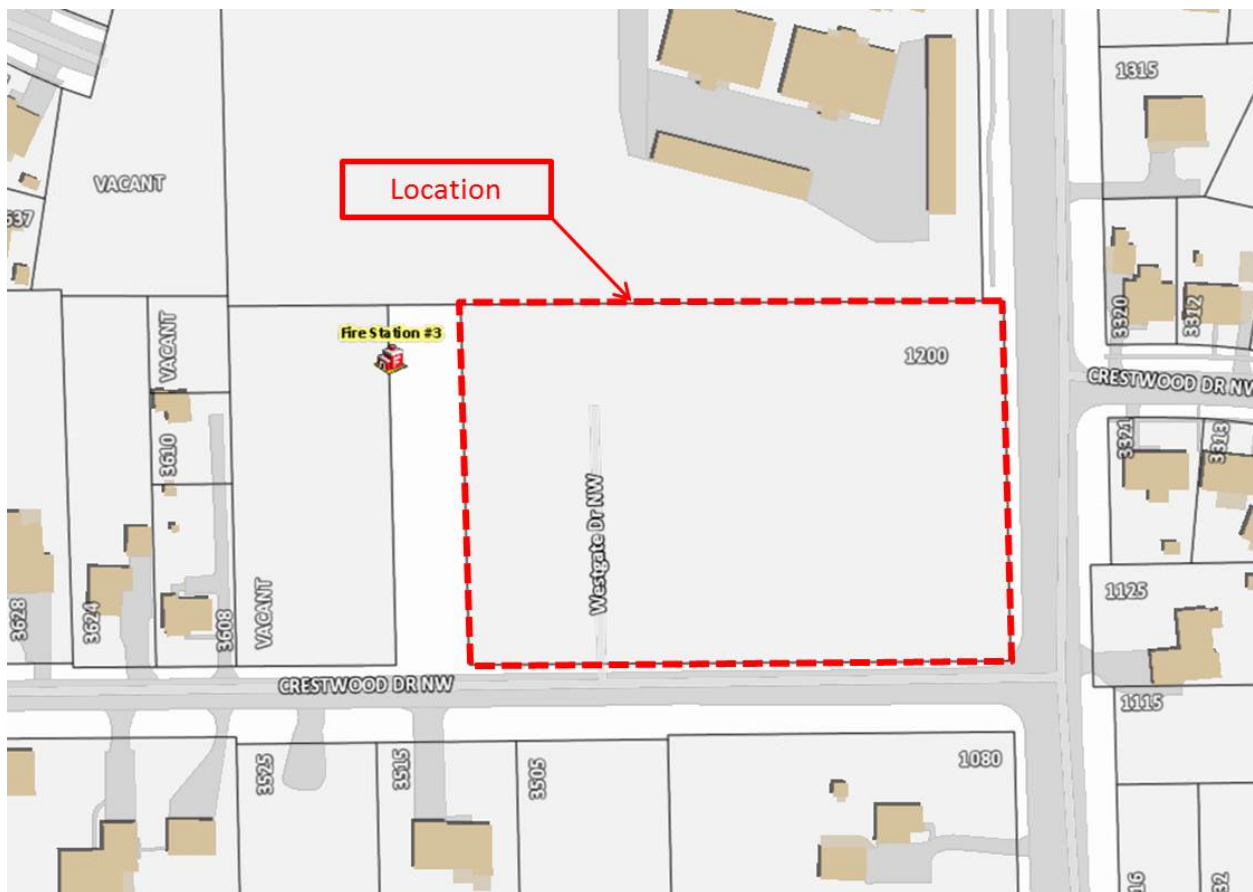 1315
VACANT
Location
637
3320
3312
Fire Station #3
VACANT
1200
CRESTWOOD DR NW
3321
3313
3610
Westgate Dr NW
3628
3624
3608
VACANT
1125
CRESTWOOD DR NW
1115
3525
3515
3505
1080
16
32